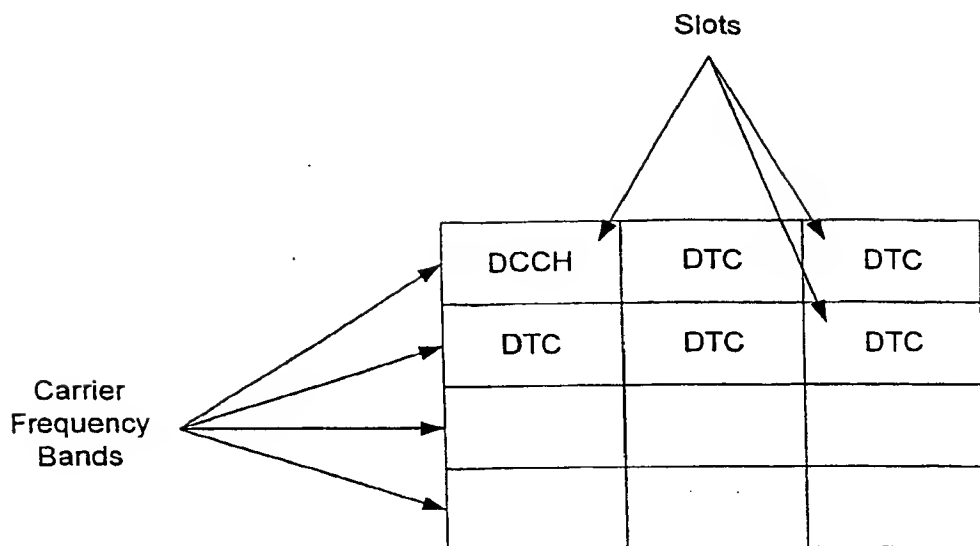 Slots
DCCH DTC DTC
DTC DTC DTC
Carrier
Frequency
Bands